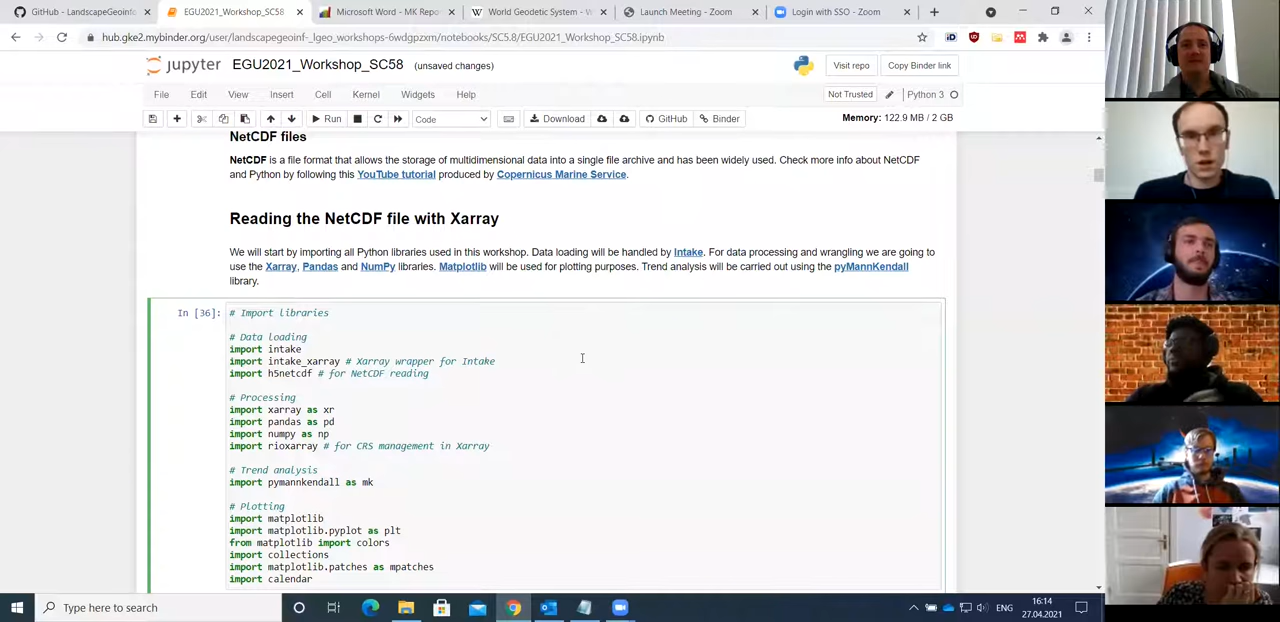 GitHub - LandscapeGeoinf
EGU2021_Workshop_SC58
Microsoft Word - MK Repo
World Geodetic System - W
Launch Meeting - Zoom
Login with SSO - Zoom
hub.gke2.mybinder.org/user/landscapegeoinf-_lgeo_workshops-6wdgpzxm/notebooks/SC5.8/EGU2021_Workshop_SC58.ipynb
jupyter EGU2021_Workshop_SC58 (unsaved changes)
Visit repo Copy Binder link
File Edit View Insert Cell Kernel Widgets Help
Not Trusted Python 3
Run Code Download GitHub Binder
Memory: 122.9 MB / 2 GB
NetCDF files
NetCDF is a file format that allows the storage of multidimensional data into a single file archive and has been widely used. Check more info about NetCDF
and Python by following this YouTube tutorial produced by Copernicus Marine Service.
Reading the NetCDF file with Xarray
We will start by importing all Python libraries used in this workshop. Data loading will be handled by Intake. For data processing and wrangling we are going to
use the Xarray, Pandas and NumPy libraries. Matplotlib will be used for plotting purposes. Trend analysis will be carried out using the pyMannKendall
library.
In [36]: # Import libraries
# Data loading
import intake
import intake_xarray # Xarray wrapper for Intake
import h5netcdf # for NetCDF reading
# Processing
import xarray as xr
import pandas as pd
import numpy as np
import rioxarray # for CRS management in Xarray
# Trend analysis
import pymannkendall as mk
# Plotting
import matplotlib
import matplotlib.pyplot as plt
from matplotlib import colors
import collections
import matplotlib.patches as mpatches
import calendar
Type here to search
ENG
16:14
27.04.2021